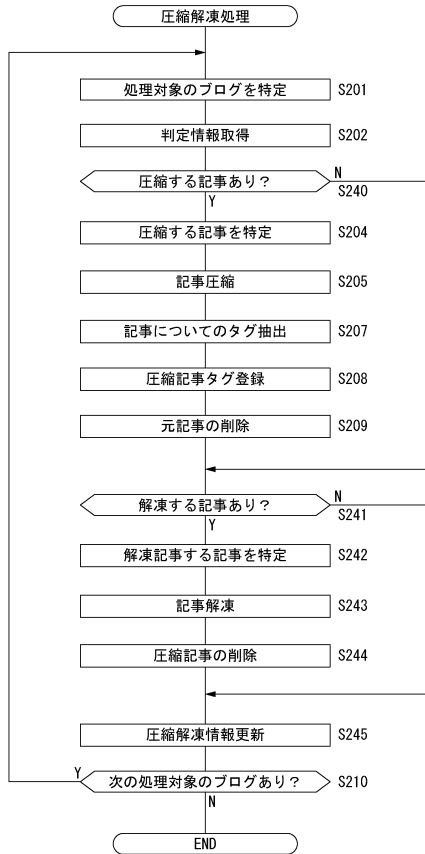 圧縮解凍処理
処理対象のブログを特定 S201
判定情報取得 S202
圧縮する記事あり？ N
S240
Y
圧縮する記事を特定 S204
記事圧縮 S205
記事についてのタグ抽出 S207
圧縮記事タグ登録 S208
元記事の削除 S209
解凍する記事あり？ N
S241
Y
解凍記事する記事を特定 S242
記事解凍 S243
圧縮記事の削除 S244
圧縮解凍情報更新 S245
Y 次の処理対象のブログあり？ S210
N
END